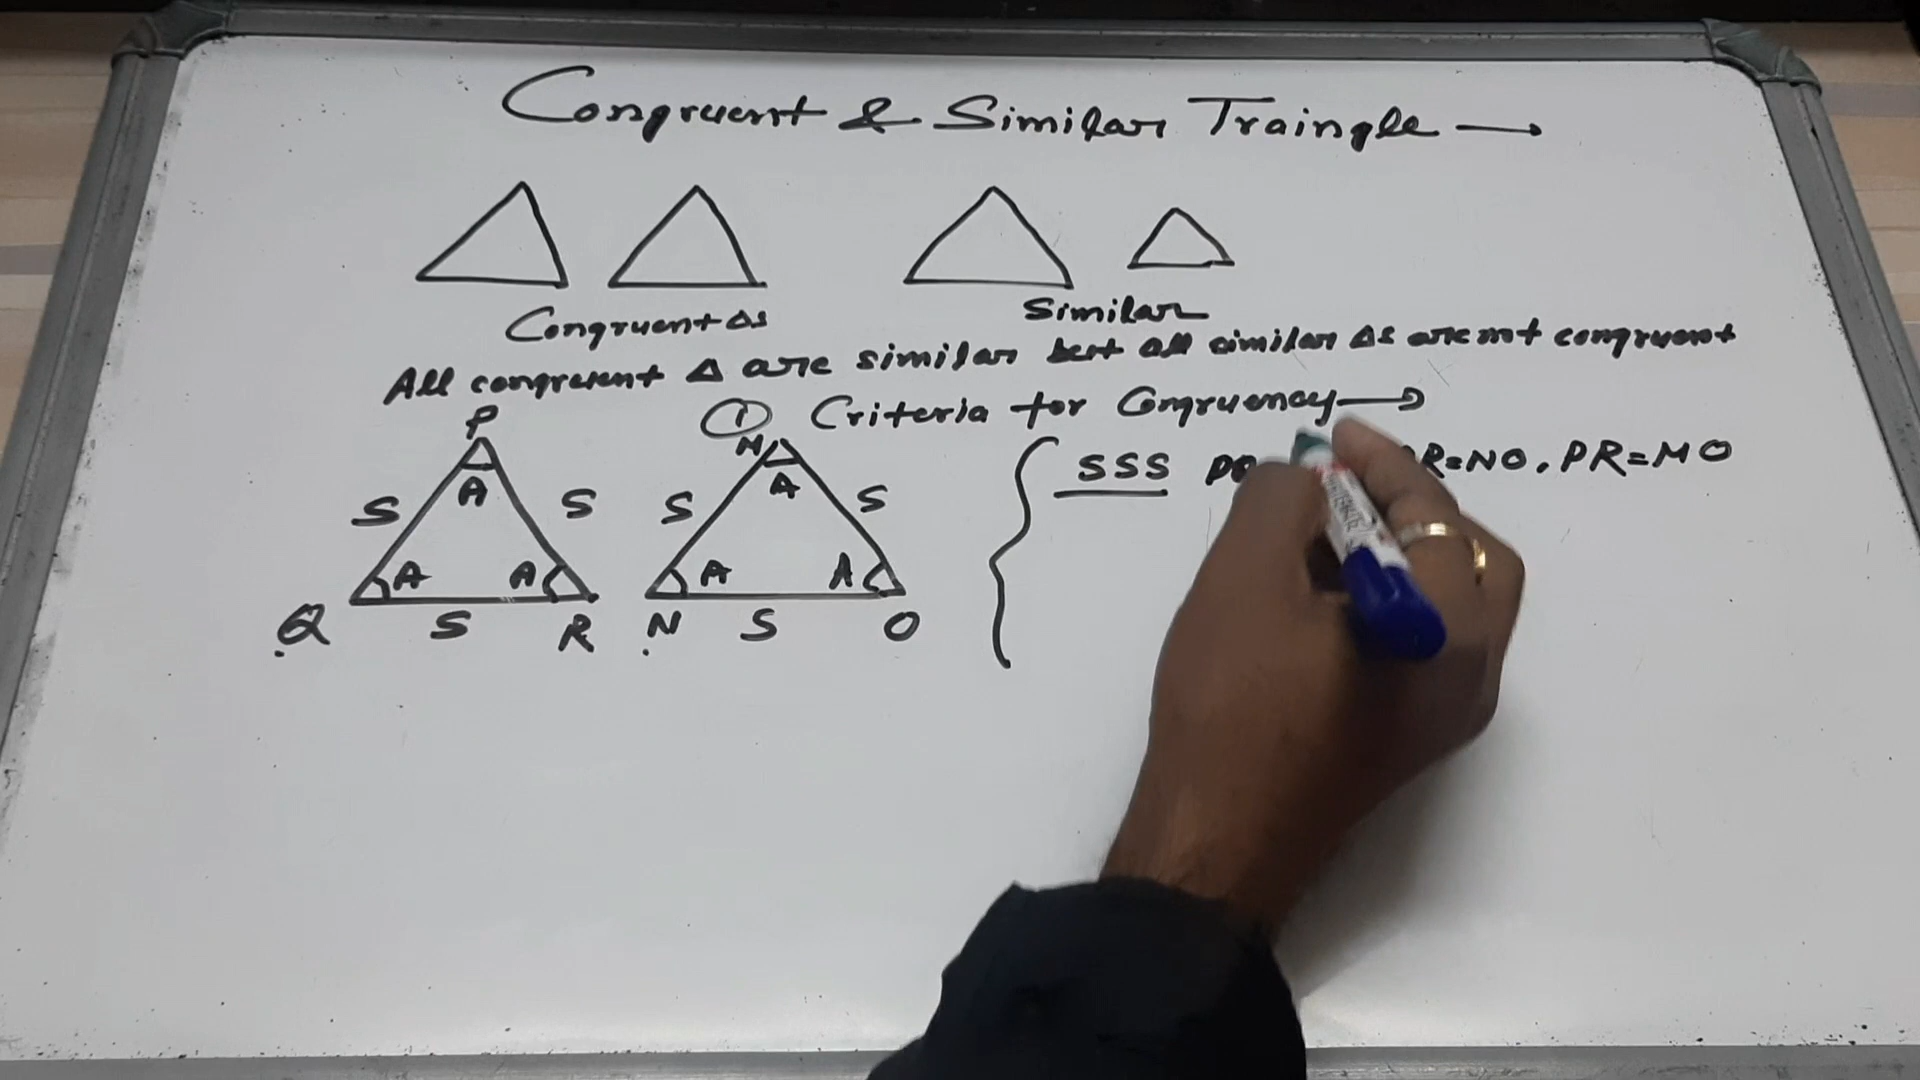 Congruent & Similar Traingle →
Congruent Δs
Similar
All congruent Δ are similar but all similar Δs are not congruent
① Criteria for Congruency →
P
M
SSS PQ R=NO, PR=MO
A
A
S
S
S
S
A
A
A
A
Q
S
R
N
S
O